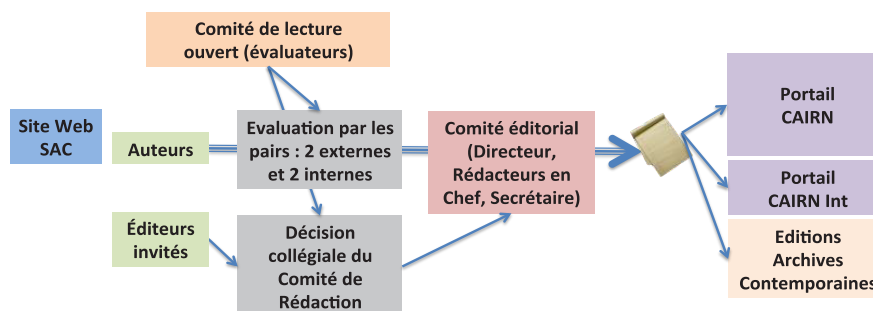 Comité de lecture
ouvert (évaluateurs)
Site Web
SAC
Auteurs
Evaluation par les
pairs : 2 externes
et 2 internes
Comité éditorial
(Directeur,
Rédacteurs en
Chef, Secrétaire)
Portail
CAIRN
Portail
CAIRN Int
Éditeurs
invités
Décision
collégiale du
Comité de
Rédaction
Editions
Archives
Contemporaines